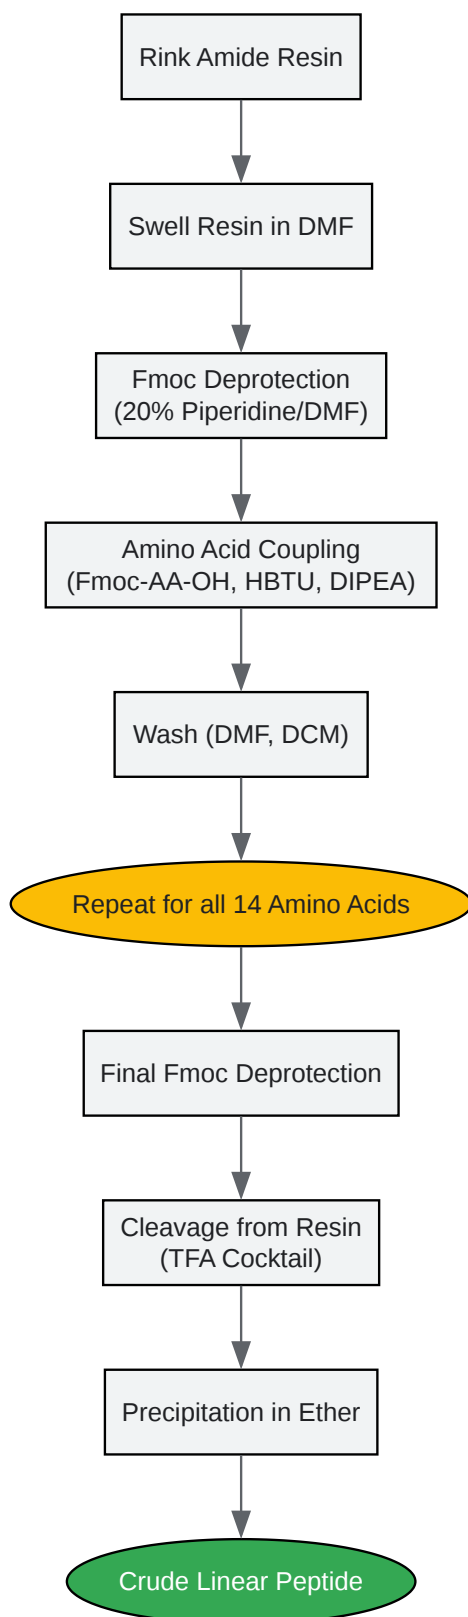 Rink Amide Resin
Swell Resin in DMF
Fmoc Deprotection
(20% Piperidine/DMF)
Amino Acid Coupling
(Fmoc-AA-OH, HBTU, DIPEA)
Wash (DMF, DCM)
Repeat for all 14 Amino Acids
Final Fmoc Deprotection
Cleavage from Resin
(TFA Cocktail)
Precipitation in Ether
Crude Linear Peptide